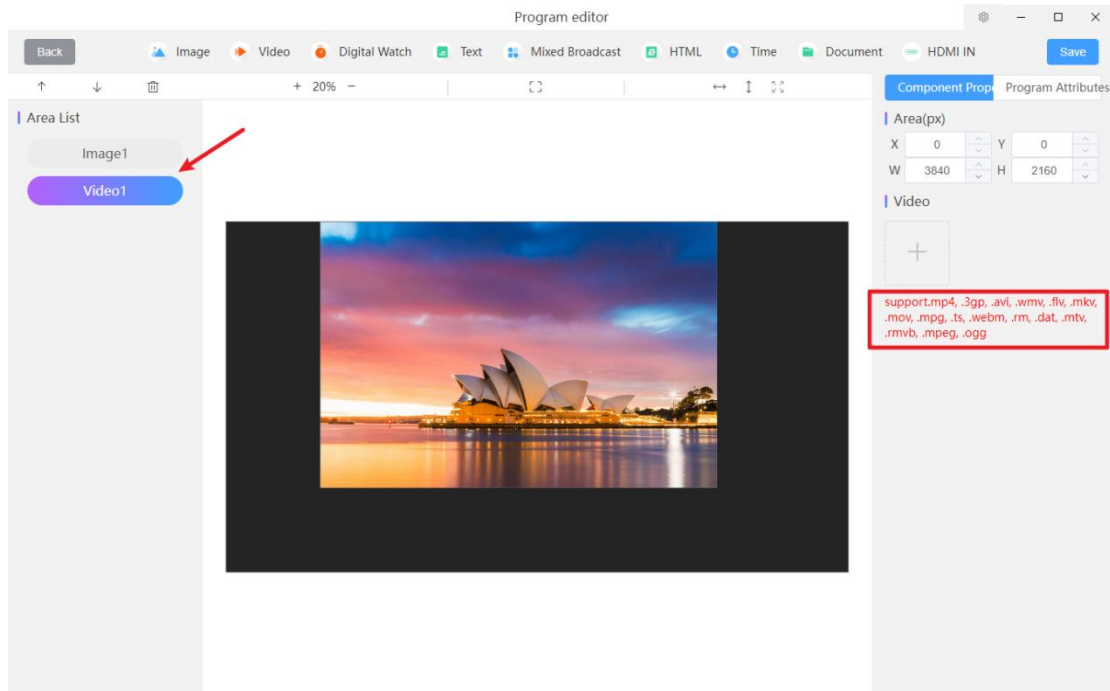 Program editor
Back Image Video Digital Watch Text Mixed Broadcast HTML Time Document HDMI IN Save
+ 20% −
Component Prope Program Attributes
Area List
Image1
Video1
Area(px)
X 0 Y 0
W 3840 H 2160
Video
support.mp4, .3gp, .avi, .wmv, .flv, .mkv,
.mov, .mpg, .ts, .webm, .rm, .dat, .mtv,
.rmvb, .mpeg, .ogg